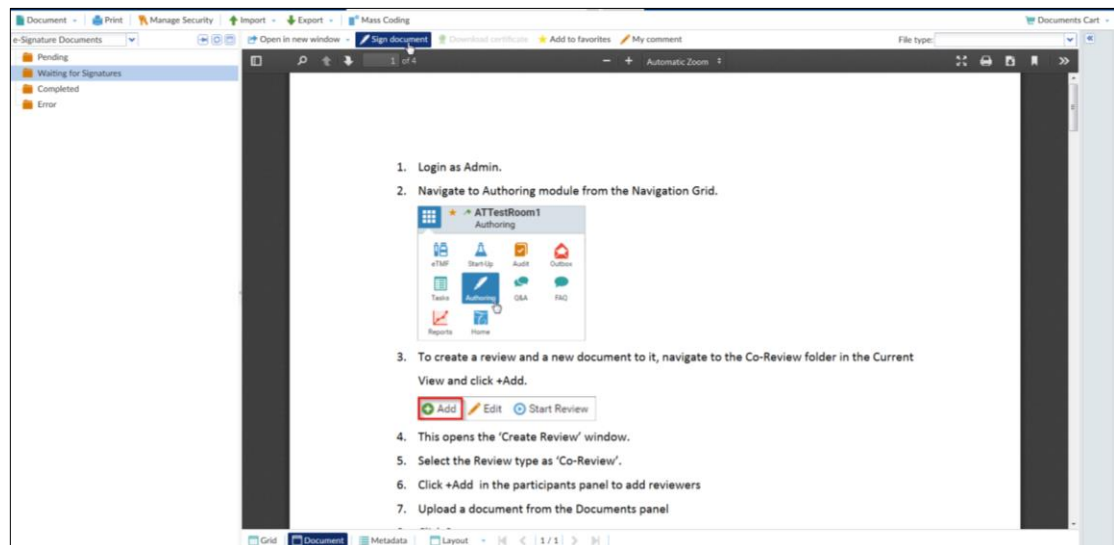 Document Print Manage Security Import Export Mass Coding Documents Cart
e-Signature Documents Open in new window Sign document Download certificate Add to favorites My comment File type:
Pending
Waiting for Signatures
Completed
Error
1 of 4 Automatic Zoom
1. Login as Admin.
2. Navigate to Authoring module from the Navigation Grid.
ATTestRoom1
Authoring
eTMF Start-Up Audit Outbox
Tasks Authoring Q&A FAQ
Reports Home
3. To create a review and a new document to it, navigate to the Co-Review folder in the Current
View and click +Add.
Add Edit Start Review
4. This opens the ‘Create Review’ window.
5. Select the Review type as ‘Co-Review’.
6. Click +Add in the participants panel to add reviewers
7. Upload a document from the Documents panel
Grid Document Metadata Layout 1 / 1